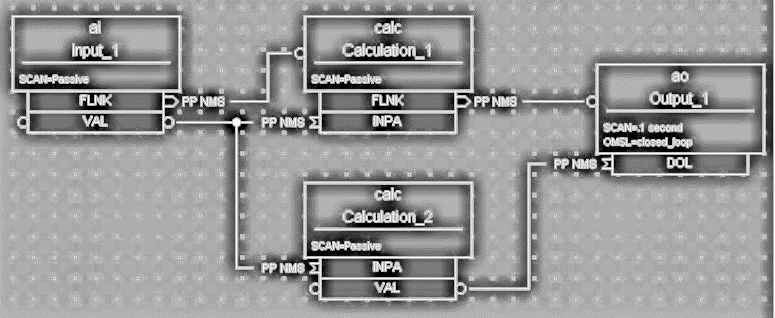 ai
Input_1
SCAN=Passive
FLNK PP NMS
VAL
calc
Calculation_1
SCAN=Passive
FLNK PP NMS
PP NMS INPA
ao
Output_1
SCAN=.1 second
OMSL=closed_loop
PP NMS DOL
calc
Calculation_2
SCAN=Passive
PP NMS INPA
VAL